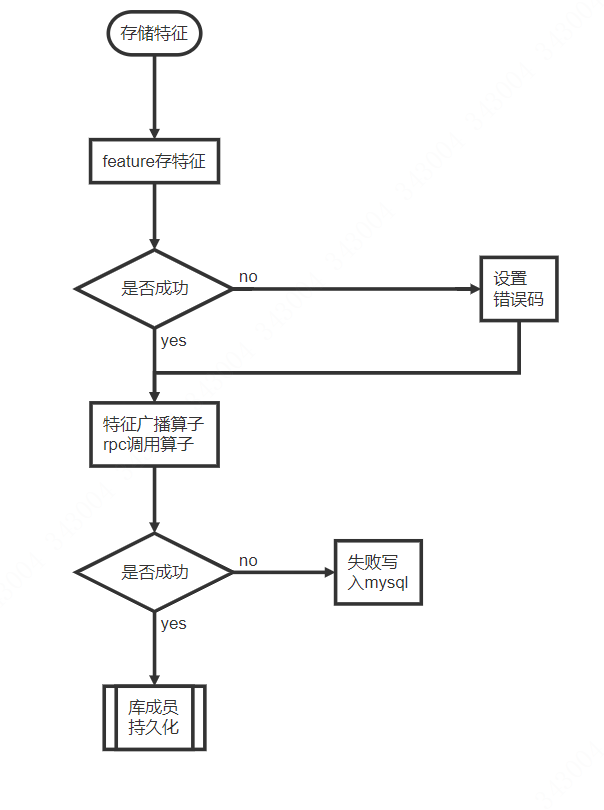 存储特征
feature存特征
是否成功
no
设置
错误码
yes
特征广播算子
rpc调用算子
是否成功
no
失败写
入mysql
yes
库成员
持久化